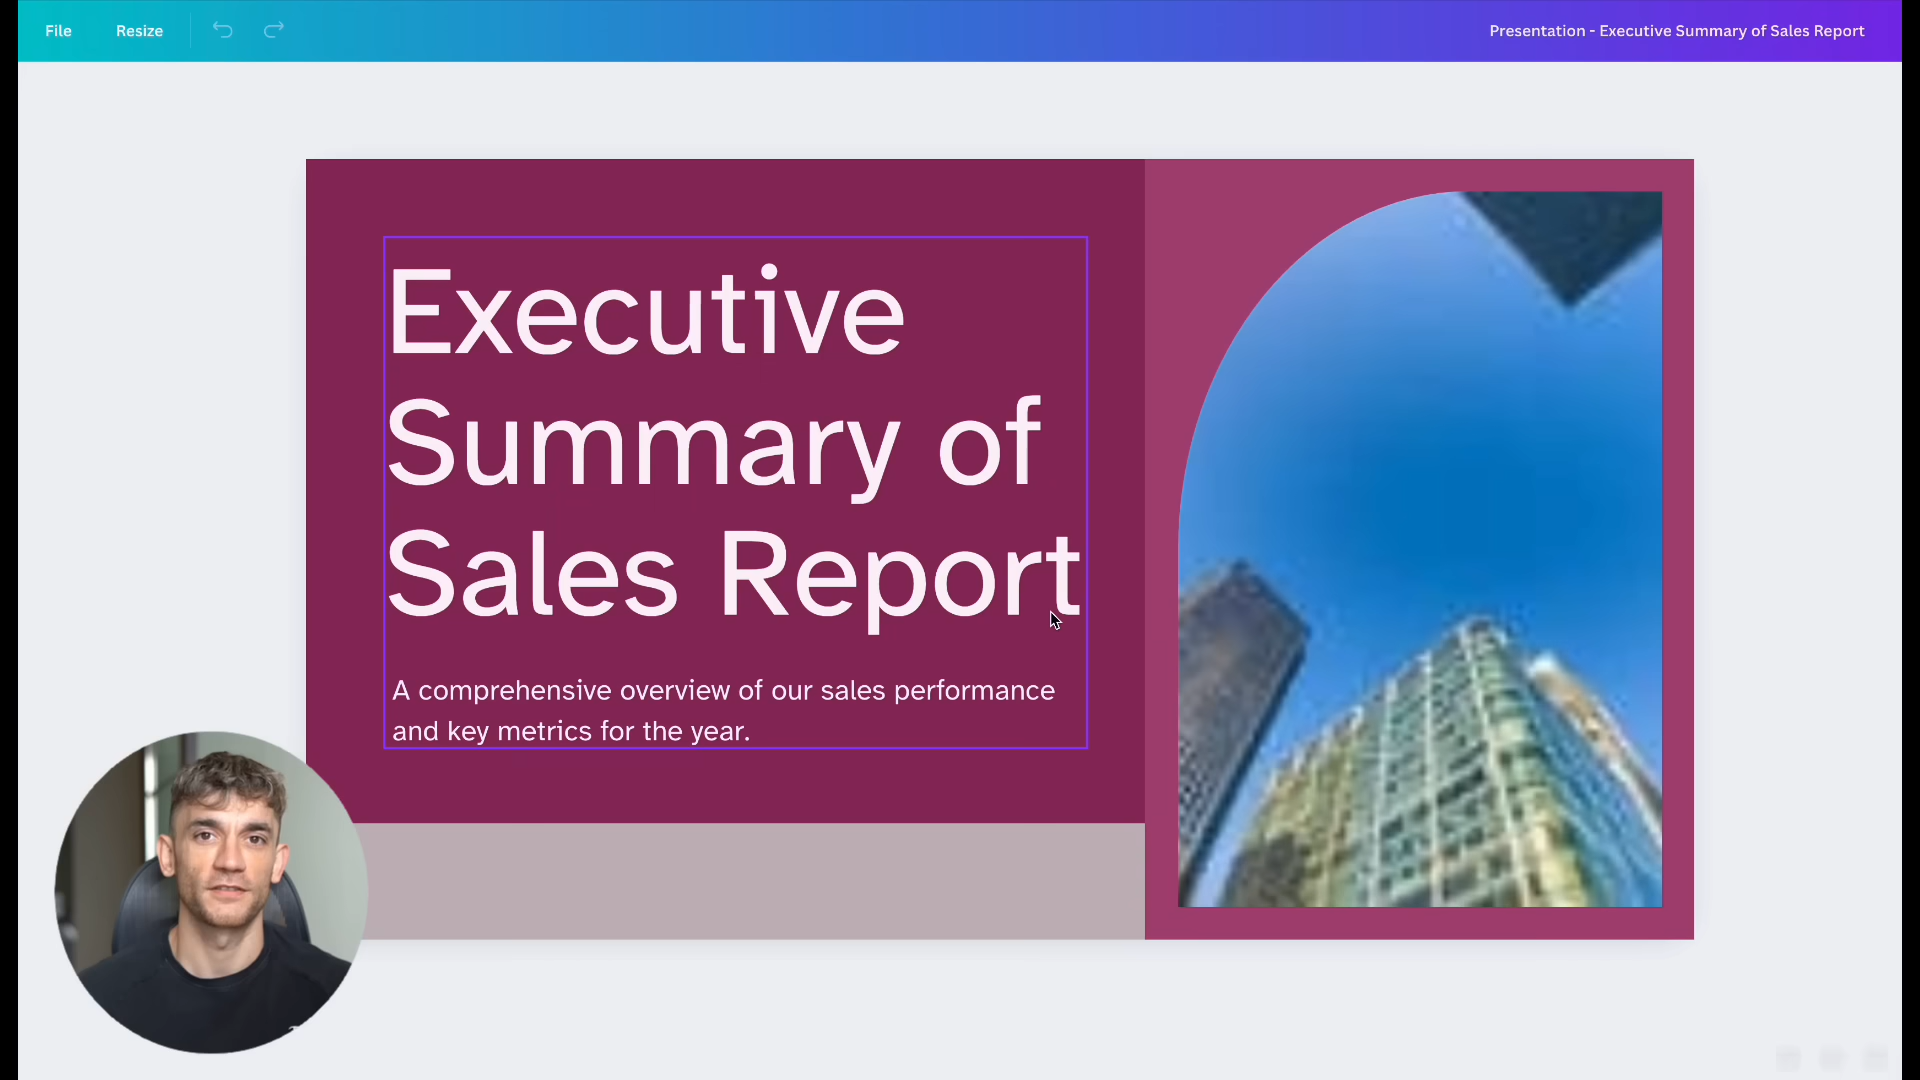 File
Resize
Presentation - Executive Summary of Sales Report
Executive
Summary of
Sales Report
A comprehensive overview of our sales performance
and key metrics for the year.